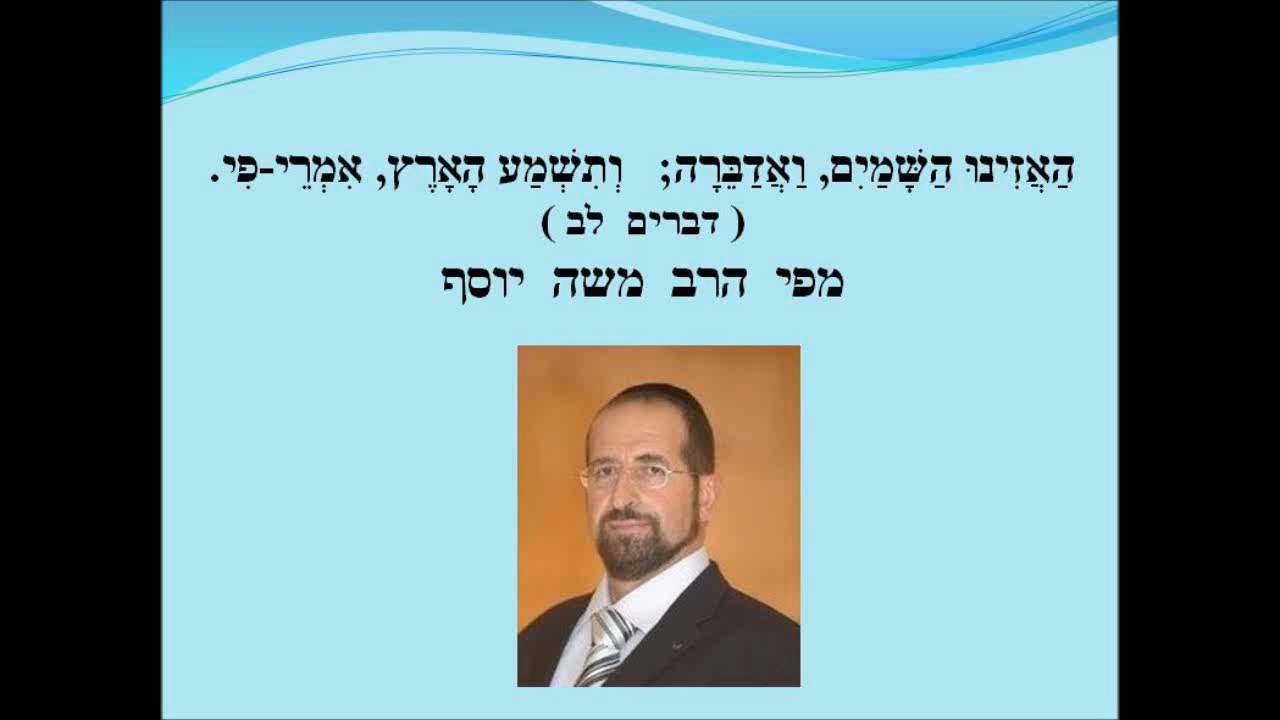 הַאֲזִינוּ הַשָּׁמַיִם, וַאֲדַבֵּרָה; וְתִשְׁמַע הָאָרֶץ, אִמְרֵי-פִי.
( דברים לב )
מפי הרב משה יוסף